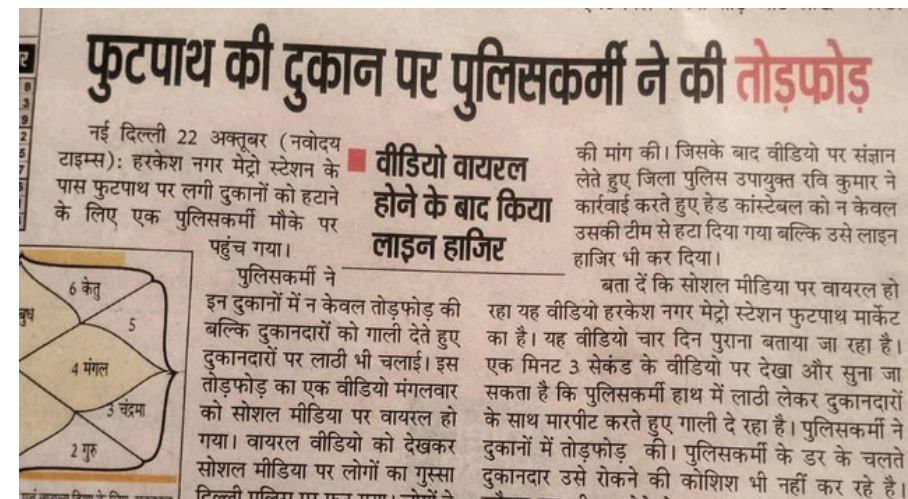 फुटपाथ की दुकान पर पुलिसकर्मी ने की तोड़फोड़
नई दिल्ली 22 अक्तूबर (नवोदय
टाइम्स): हरकेश नगर मेट्रो स्टेशन के
पास फुटपाथ पर लगी दुकानों को हटाने
के लिए एक पुलिसकर्मी मौके पर
पहुंच गया।
पुलिसकर्मी ने
इन दुकानों में न केवल तोड़फोड़ की
बल्कि दुकानदारों को गाली देते हुए
दुकानदारों पर लाठी भी चलाई। इस
तोड़फोड़ का एक वीडियो मंगलवार
को सोशल मीडिया पर वायरल हो
गया। वायरल वीडियो को देखकर
सोशल मीडिया पर लोगों का गुस्सा
वीडियो वायरल
होने के बाद किया
लाइन हाजिर
की मांग की। जिसके बाद वीडियो पर संज्ञान
लेते हुए जिला पुलिस उपायुक्त रवि कुमार ने
कार्रवाई करते हुए हेड कांस्टेबल को न केवल
उसकी टीम से हटा दिया गया बल्कि उसे लाइन
हाजिर भी कर दिया।
बता दें कि सोशल मीडिया पर वायरल हो
रहा यह वीडियो हरकेश नगर मेट्रो स्टेशन फुटपाथ मार्केट
का है। यह वीडियो चार दिन पुराना बताया जा रहा है।
एक मिनट 3 सेकंड के वीडियो पर देखा और सुना जा
सकता है कि पुलिसकर्मी हाथ में लाठी लेकर दुकानदारों
के साथ मारपीट करते हुए गाली दे रहा है। पुलिसकर्मी ने
दुकानों में तोड़फोड़ की। पुलिसकर्मी के डर के चलते
दुकानदार उसे रोकने की कोशिश भी नहीं कर रहे है।
6 केतु
5
बुध
4 मंगल
3 चंद्रमा
2 गुरु